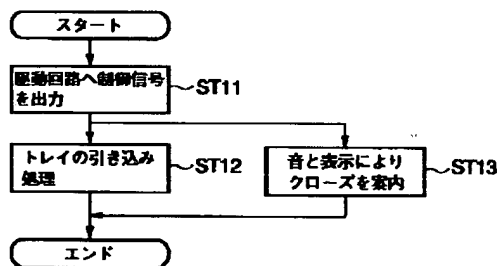 スタート
駆動回路へ制御信号
を出力
ST11
トレイの引き込み
処理
ST12
音と表示により
クローズを案内
ST13
エンド